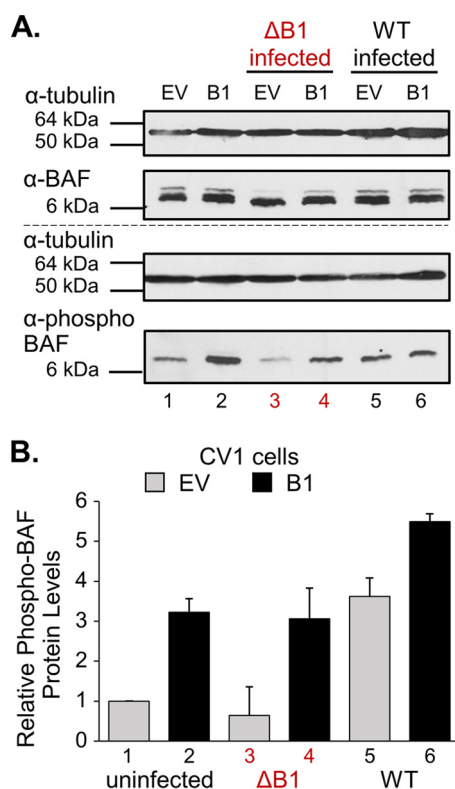 A.
ΔB1 WT
infected infected
EV B1 EV B1 EV B1
α-tubulin
64 kDa
50 kDa
α-BAF
6 kDa
α-tubulin
64 kDa
50 kDa
α-phospho
BAF
6 kDa
1 2 3 4 5 6
B.
CV1 cells
EV B1
Relative Phospho-BAF
Protein Levels
6
5
4
3
2
1
0
1 2 3 4 5 6
uninfected ΔB1 WT